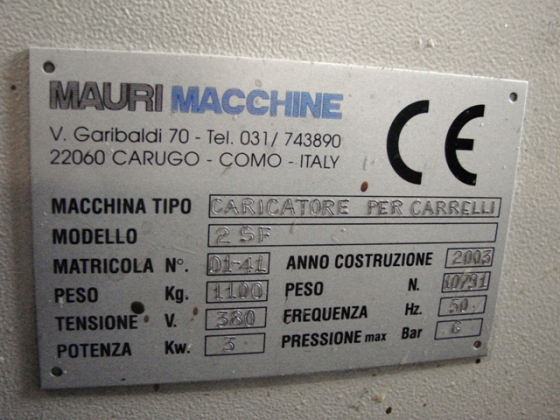 MAURI MACCHINE
V. Garibaldi 70 - Tel. 031/ 743890
22060 CARUGO - COMO - ITALY
CE
MACCHINA TIPO CARICATORE PER CARRELLI
MODELLO 2 SF
MATRICOLA N°. 01-41 ANNO COSTRUZIONE 2003
PESO Kg. 1100 PESO N. 10791
TENSIONE V. 380 FREQUENZA Hz. 50
POTENZA Kw. 3 PRESSIONE max Bar 6